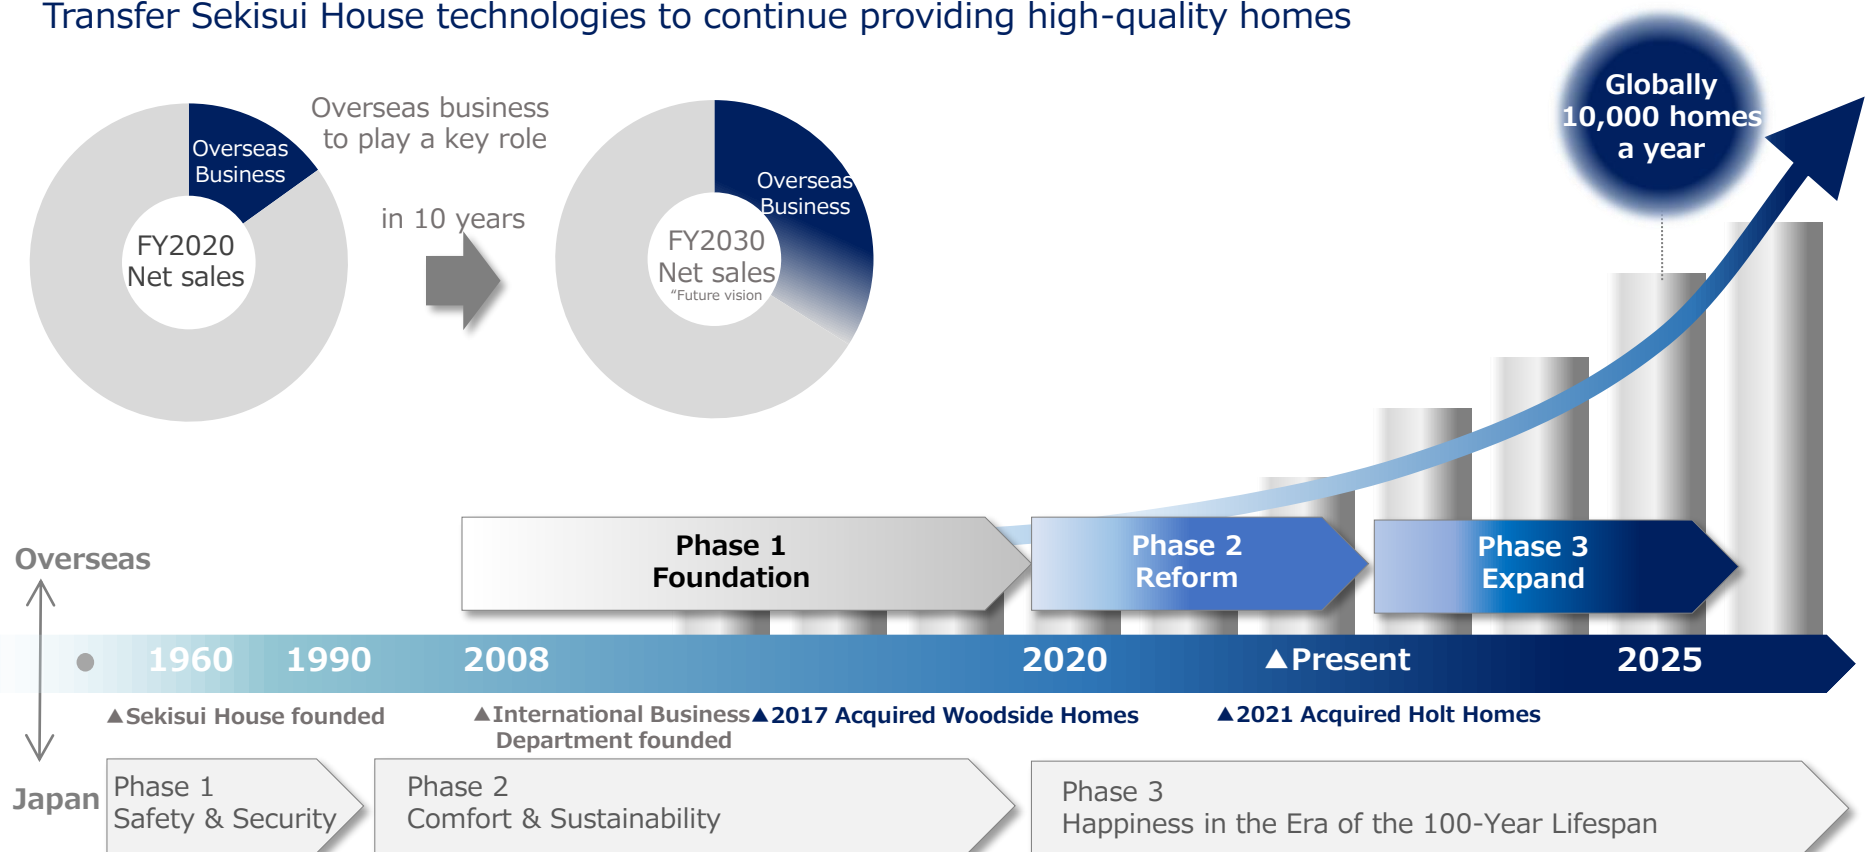 Transfer Sekisui House technologies to continue providing high-quality homes
Overseas
Business
FY2020
Net sales
Overseas business
to play a key role
in 10 years
Overseas
Business
FY2030
Net sales
“Future vision
Globally
10,000 homes
a year
Overseas
Phase 1
Foundation
Phase 2
Reform
Phase 3
Expand
1960
1990
2008
2020
▲Present
2025
▲Sekisui House founded
▲International Business
Department founded
▲2017 Acquired Woodside Homes
▲2021 Acquired Holt Homes
Japan
Phase 1
Safety & Security
Phase 2
Comfort & Sustainability
Phase 3
Happiness in the Era of the 100-Year Lifespan